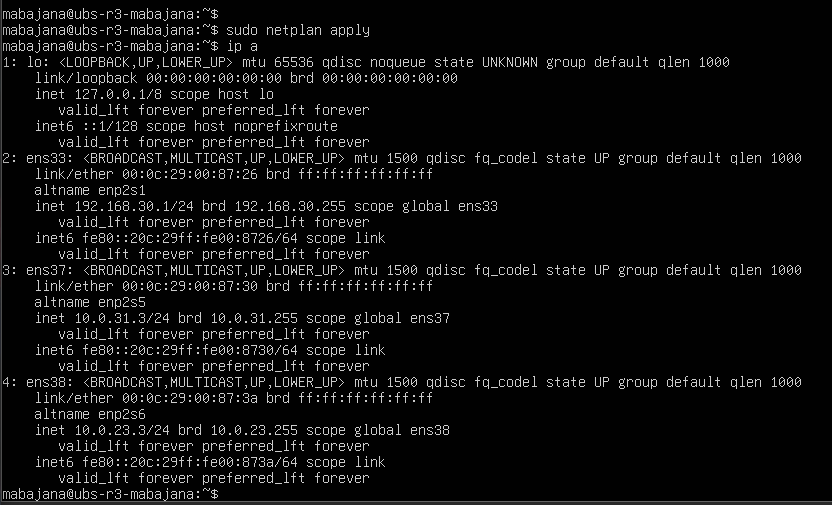 mabajana@ubs-r3-mabajana:~$
mabajana@ubs-r3-mabajana:~$ sudo netplan apply
mabajana@ubs-r3-mabajana:~$ ip a
1: lo: <LOOPBACK,UP,LOWER_UP> mtu 65536 qdisc noqueue state UNKNOWN group default qlen 1000
    link/loopback 00:00:00:00:00:00 brd 00:00:00:00:00:00
    inet 127.0.0.1/8 scope host lo
       valid_lft forever preferred_lft forever
    inet6 ::1/128 scope host noprefixroute
       valid_lft forever preferred_lft forever
2: ens33: <BROADCAST,MULTICAST,UP,LOWER_UP> mtu 1500 qdisc fq_codel state UP group default qlen 1000
    link/ether 00:0c:29:00:87:26 brd ff:ff:ff:ff:ff:ff
    altname enp2s1
    inet 192.168.30.1/24 brd 192.168.30.255 scope global ens33
       valid_lft forever preferred_lft forever
    inet6 fe80::20c:29ff:fe00:8726/64 scope link
       valid_lft forever preferred_lft forever
3: ens37: <BROADCAST,MULTICAST,UP,LOWER_UP> mtu 1500 qdisc fq_codel state UP group default qlen 1000
    link/ether 00:0c:29:00:87:30 brd ff:ff:ff:ff:ff:ff
    altname enp2s5
    inet 10.0.31.3/24 brd 10.0.31.255 scope global ens37
       valid_lft forever preferred_lft forever
    inet6 fe80::20c:29ff:fe00:8730/64 scope link
       valid_lft forever preferred_lft forever
4: ens38: <BROADCAST,MULTICAST,UP,LOWER_UP> mtu 1500 qdisc fq_codel state UP group default qlen 1000
    link/ether 00:0c:29:00:87:3a brd ff:ff:ff:ff:ff:ff
    altname enp2s6
    inet 10.0.23.3/24 brd 10.0.23.255 scope global ens38
       valid_lft forever preferred_lft forever
    inet6 fe80::20c:29ff:fe00:873a/64 scope link
       valid_lft forever preferred_lft forever
mabajana@ubs-r3-mabajana:~$